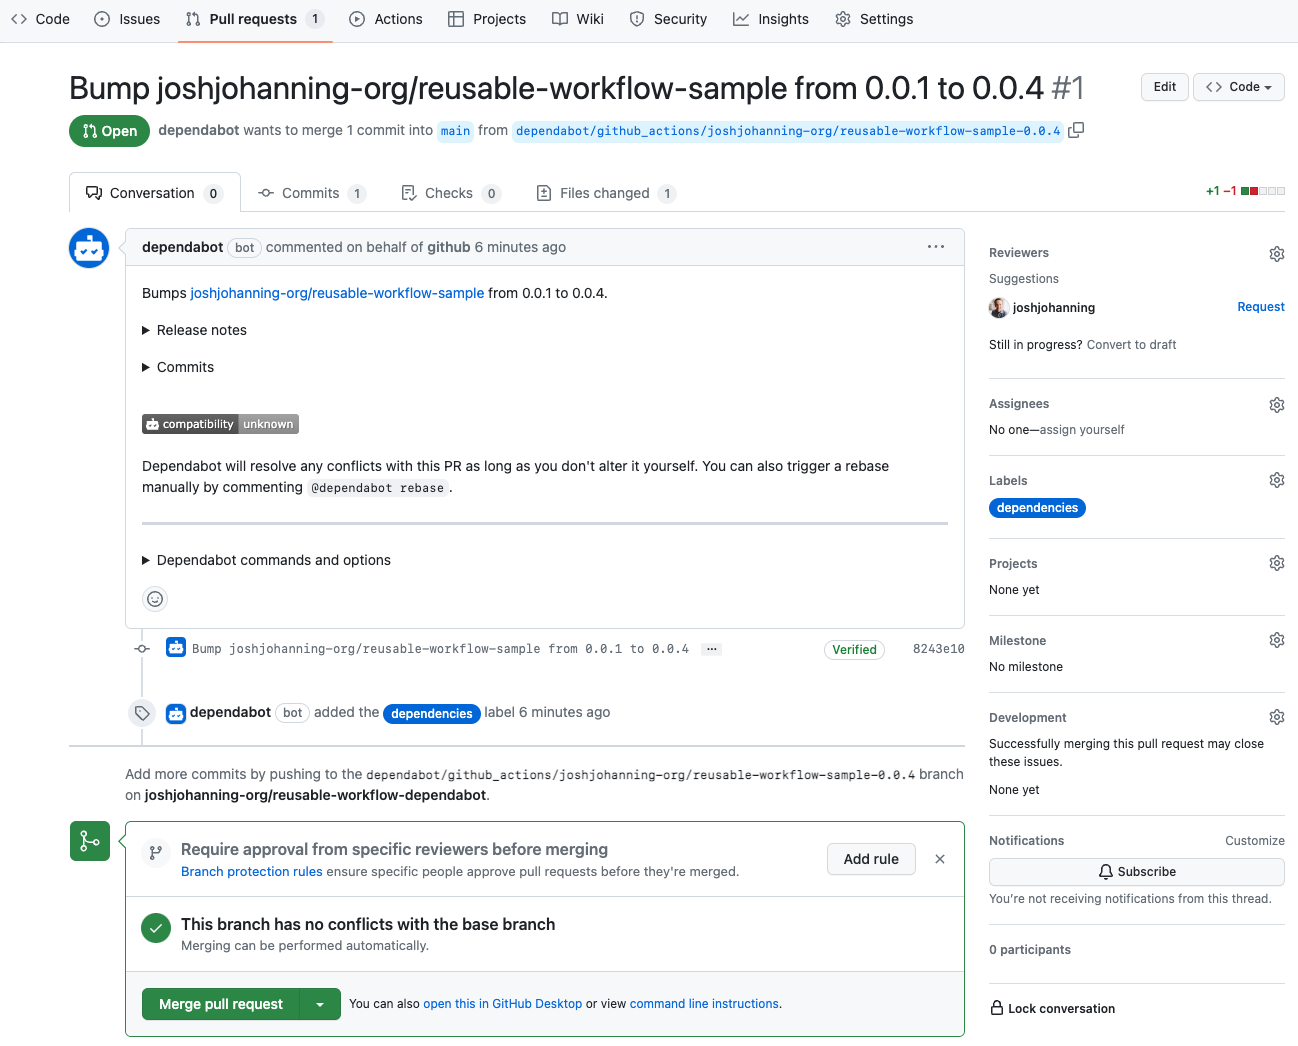 Code Issues Pull requests 1 Actions Projects Wiki Security Insights Settings
Bump joshjohanning-org/reusable-workflow-sample from 0.0.1 to 0.0.4 #1
Edit Code
Open dependabot wants to merge 1 commit into main from dependabot/github_actions/joshjohanning-org/reusable-workflow-sample-0.0.4
Conversation 0 Commits 1 Checks 0 Files changed 1 +1 −1
dependabot bot commented on behalf of github 6 minutes ago
Bumps joshjohanning-org/reusable-workflow-sample from 0.0.1 to 0.0.4.
Release notes
Commits
compatibility unknown
Dependabot will resolve any conflicts with this PR as long as you don't alter it yourself. You can also trigger a rebase
manually by commenting @dependabot rebase.
Dependabot commands and options
Bump joshjohanning-org/reusable-workflow-sample from 0.0.1 to 0.0.4 ... Verified 8243e10
dependabot bot added the dependencies label 6 minutes ago
Add more commits by pushing to the dependabot/github_actions/joshjohanning-org/reusable-workflow-sample-0.0.4 branch
on joshjohanning-org/reusable-workflow-dependabot.
Require approval from specific reviewers before merging
Branch protection rules ensure specific people approve pull requests before they're merged.
Add rule
This branch has no conflicts with the base branch
Merging can be performed automatically.
Merge pull request You can also open this in GitHub Desktop or view command line instructions.
Reviewers
Suggestions
joshjohanning Request
Still in progress? Convert to draft
Assignees
No one—assign yourself
Labels
dependencies
Projects
None yet
Milestone
No milestone
Development
Successfully merging this pull request may close
these issues.
None yet
Notifications Customize
Subscribe
You're not receiving notifications from this thread.
0 participants
Lock conversation